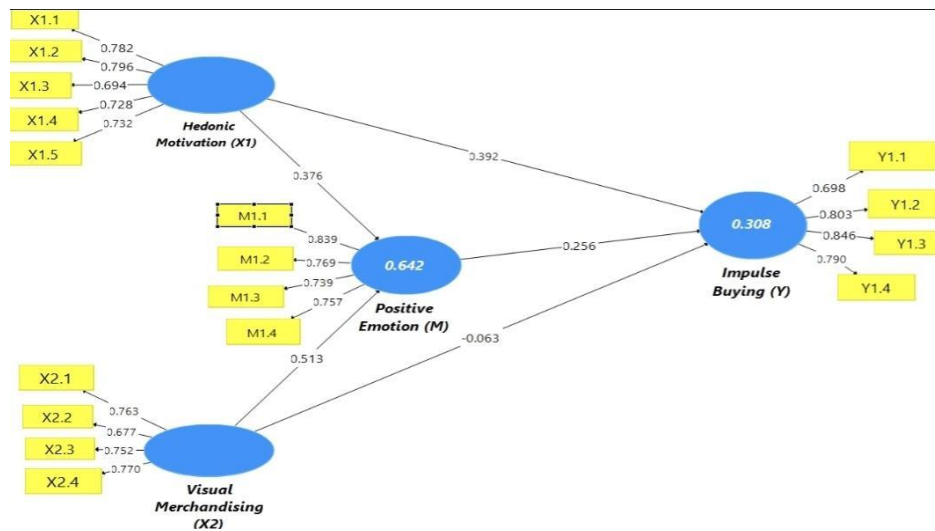 X1.1
0.782
X1.2
0.796
X1.3
0.694
X1.4
0.728
X1.5
0.732
Hedonic
Motivation (X1)
0.392
0.376
M1.1
0.839
M1.2
0.769
M1.3
0.739
M1.4
0.757
0.642
Positive
Emotion (M)
0.256
Y1.1
0.698
Y1.2
0.803
Y1.3
0.846
Y1.4
0.790
0.308
Impulse
Buying (Y)
-0.063
0.513
X2.1
0.763
X2.2
0.677
X2.3
0.752
X2.4
0.770
Visual
Merchandising
(X2)